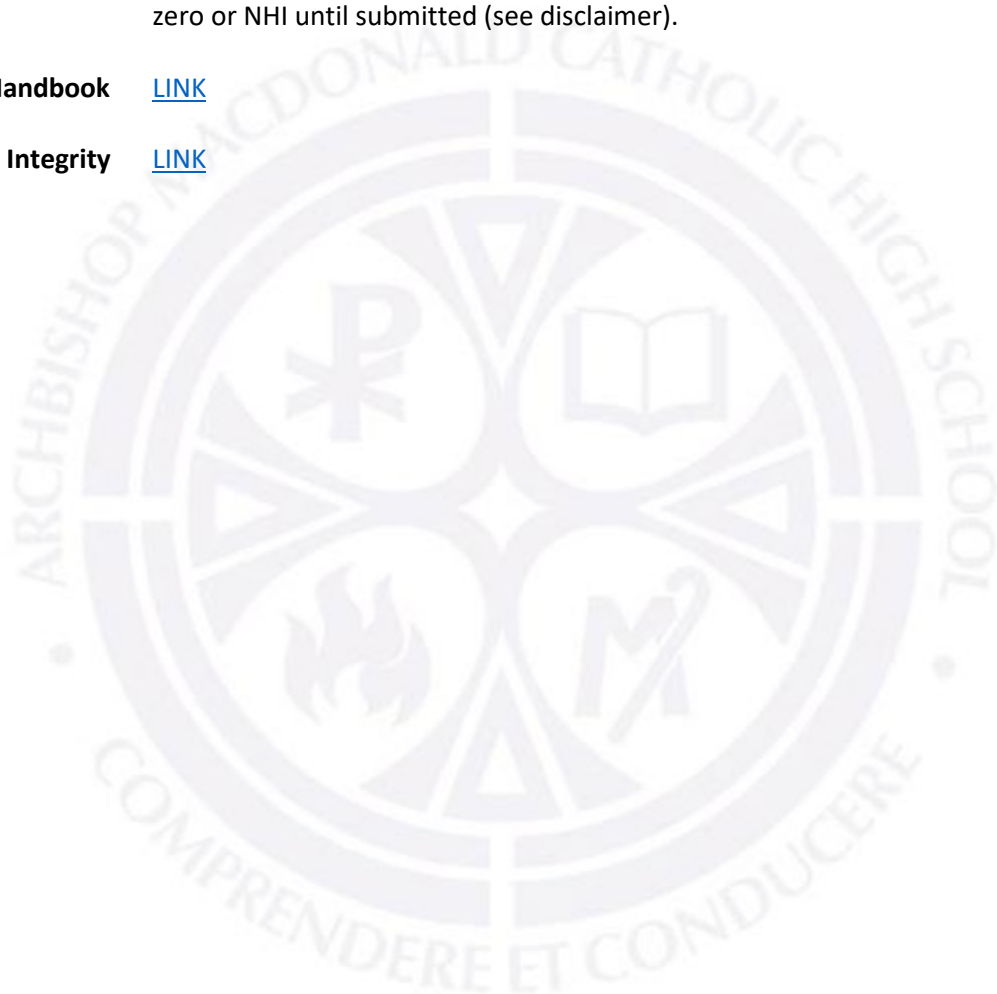 zero or NHI until submitted (see disclaimer).
Handbook LINK
Integrity LINK
ARCHBISHOP MACDONALD CATHOLIC HIGH SCHOOL
COMPRENDERE ET CONDUCERE